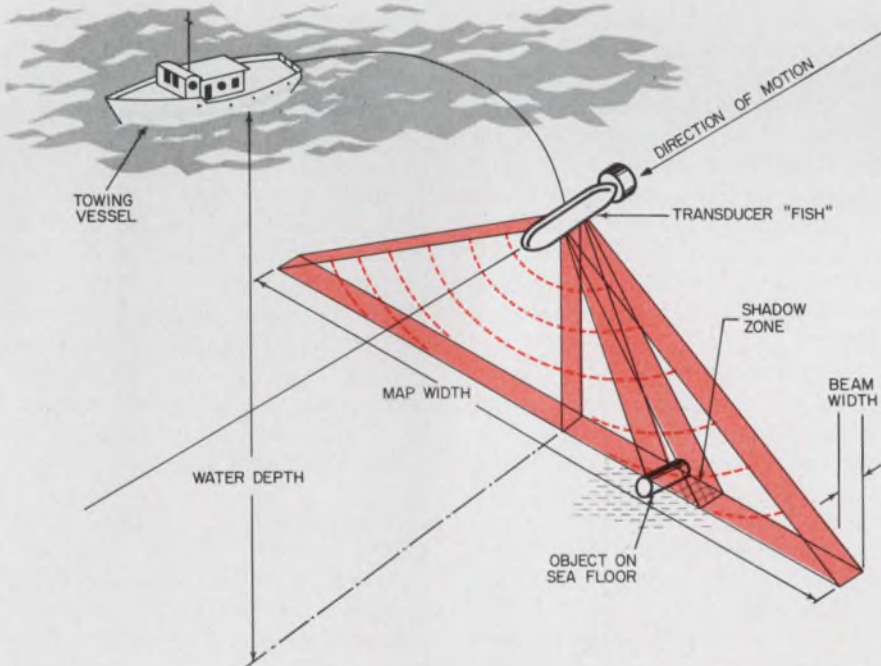 DIRECTION OF MOTION
TOWING
VESSEL
TRANSDUCER "FISH"
SHADOW
ZONE
MAP WIDTH
BEAM
WIDTH
WATER DEPTH
OBJECT ON
SEA FLOOR